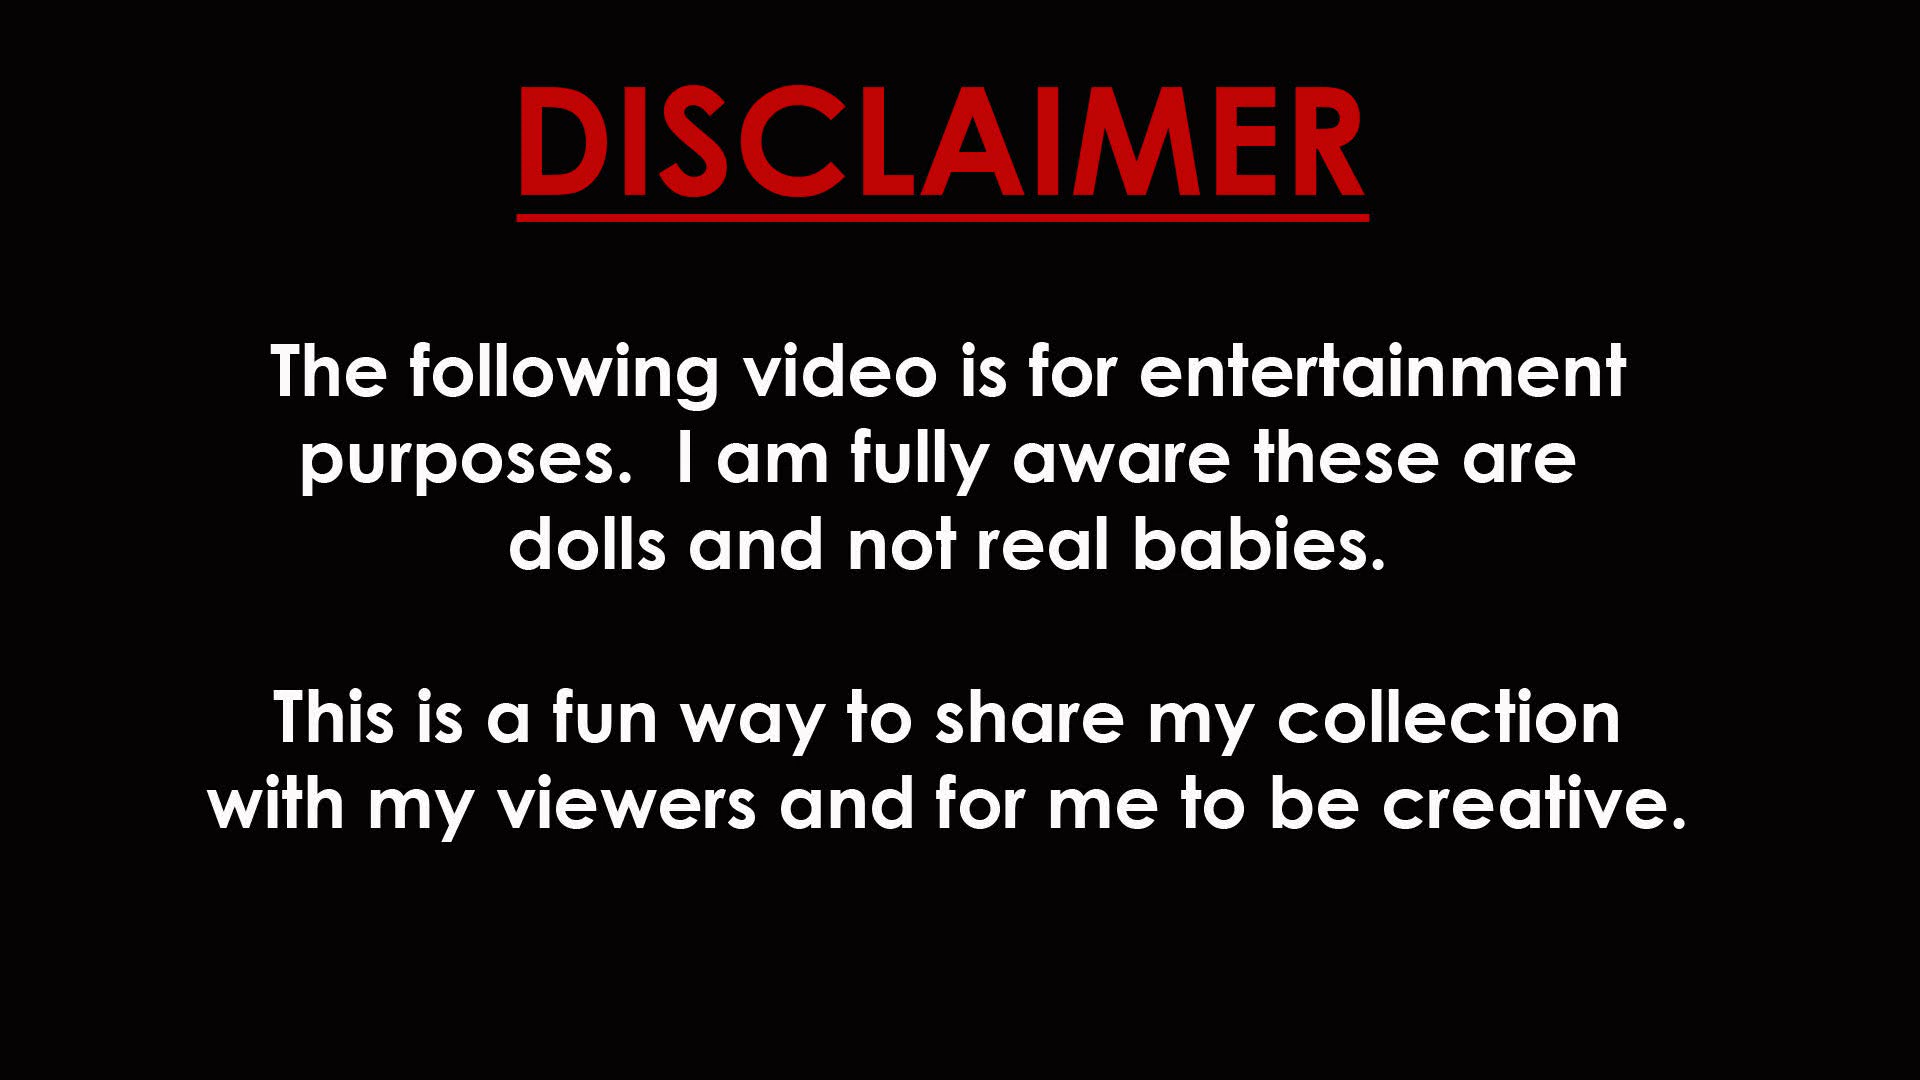 DISCLAIMER
The following video is for entertainment
purposes.  I am fully aware these are
dolls and not real babies.
This is a fun way to share my collection
with my viewers and for me to be creative.